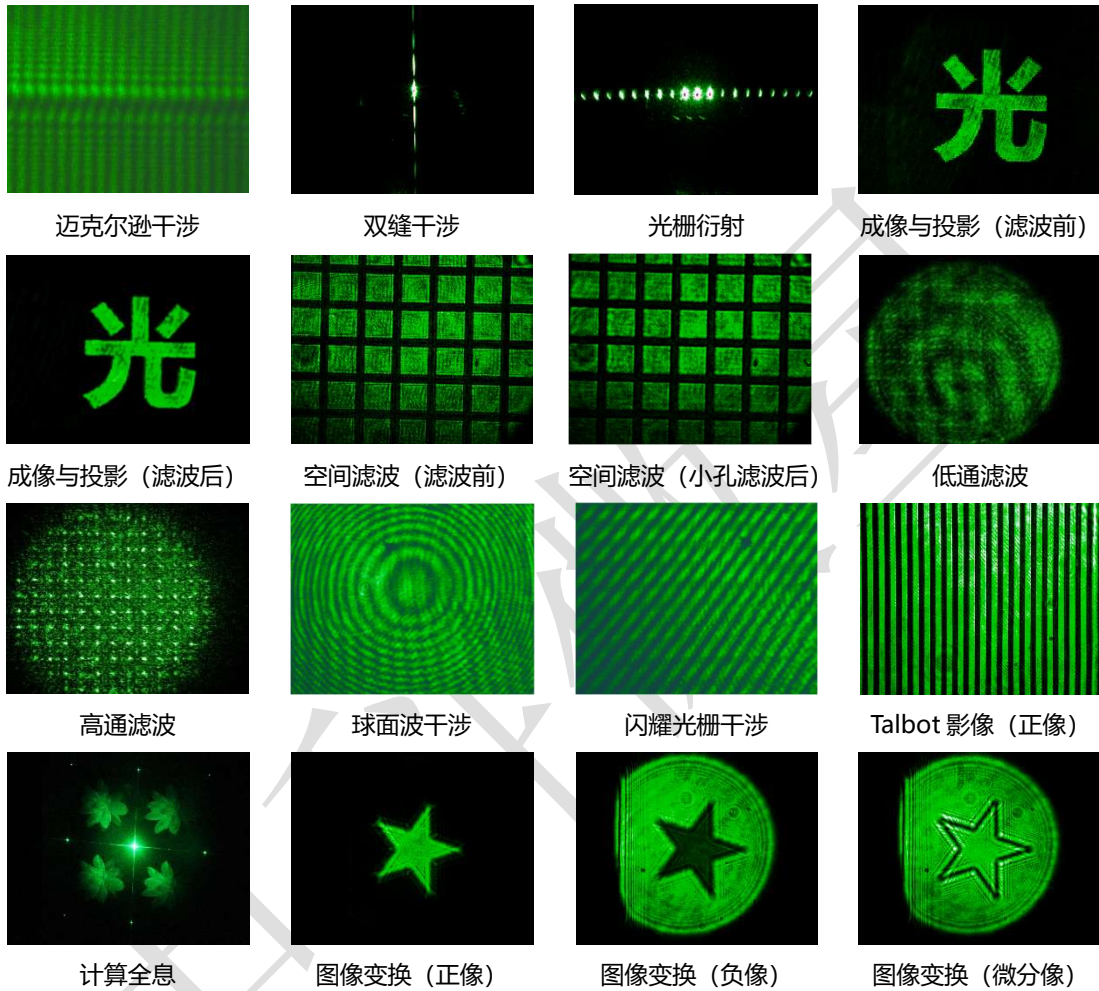 光
迈克尔逊干涉
双缝干涉
光栅衍射
成像与投影（滤波前）
光
成像与投影（滤波后）
空间滤波（滤波前）
空间滤波（小孔滤波后）
低通滤波
高通滤波
球面波干涉
闪耀光栅干涉
Talbot 影像（正像）
计算全息
图像变换（正像）
图像变换（负像）
图像变换（微分像）